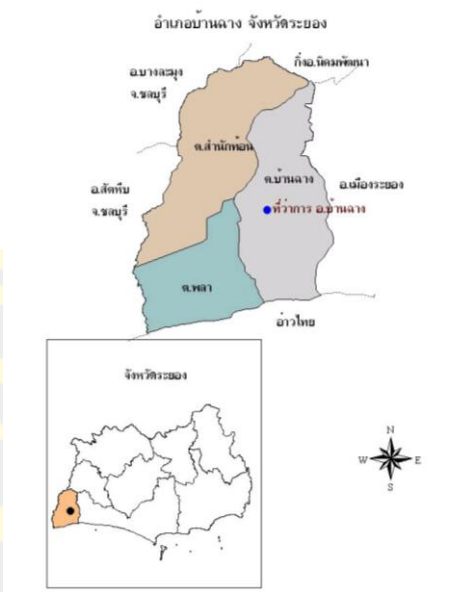 อำเภอบ้านฉาง จังหวัดระยอง
กิ่งอ.นิคมพัฒนา
อ.บางละมุง
จ.ชลบุรี
ต.สำนักท้อน
ต.บ้านฉาง
อ.เมืองระยอง
อ.สัตหีบ
จ.ชลบุรี
ที่ว่าการ อ.บ้านฉาง
ต.พลา
อ่าวไทย
จังหวัดระยอง
N
W E
S